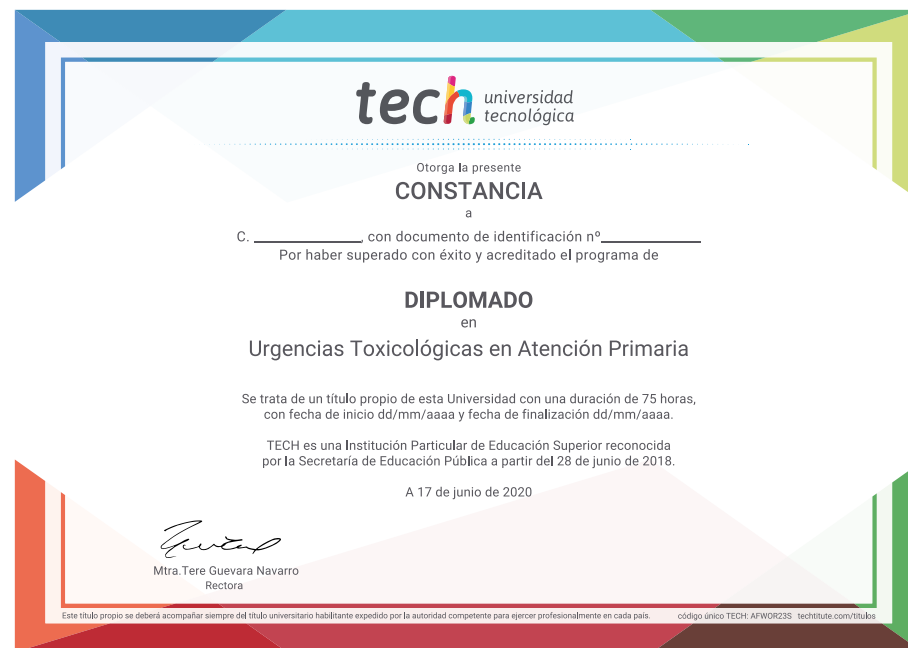 tech universidad
tecnológica
Otorga la presente
CONSTANCIA
a
C. ____________, con documento de identificación nº____________
Por haber superado con éxito y acreditado el programa de
DIPLOMADO
en
Urgencias Toxicológicas en Atención Primaria
Se trata de un título propio de esta Universidad con una duración de 75 horas,
con fecha de inicio dd/mm/aaaa y fecha de finalización dd/mm/aaaa.
TECH es una Institución Particular de Educación Superior reconocida
por la Secretaría de Educación Pública a partir del 28 de junio de 2018.
A 17 de junio de 2020
Mtra.Tere Guevara Navarro
Rectora
Este título propio se deberá acompañar siempre del título universitario habilitante expedido por la autoridad competente para ejercer profesionalmente en cada país. código único TECH: AFWOR23S techtitute.com/titulos